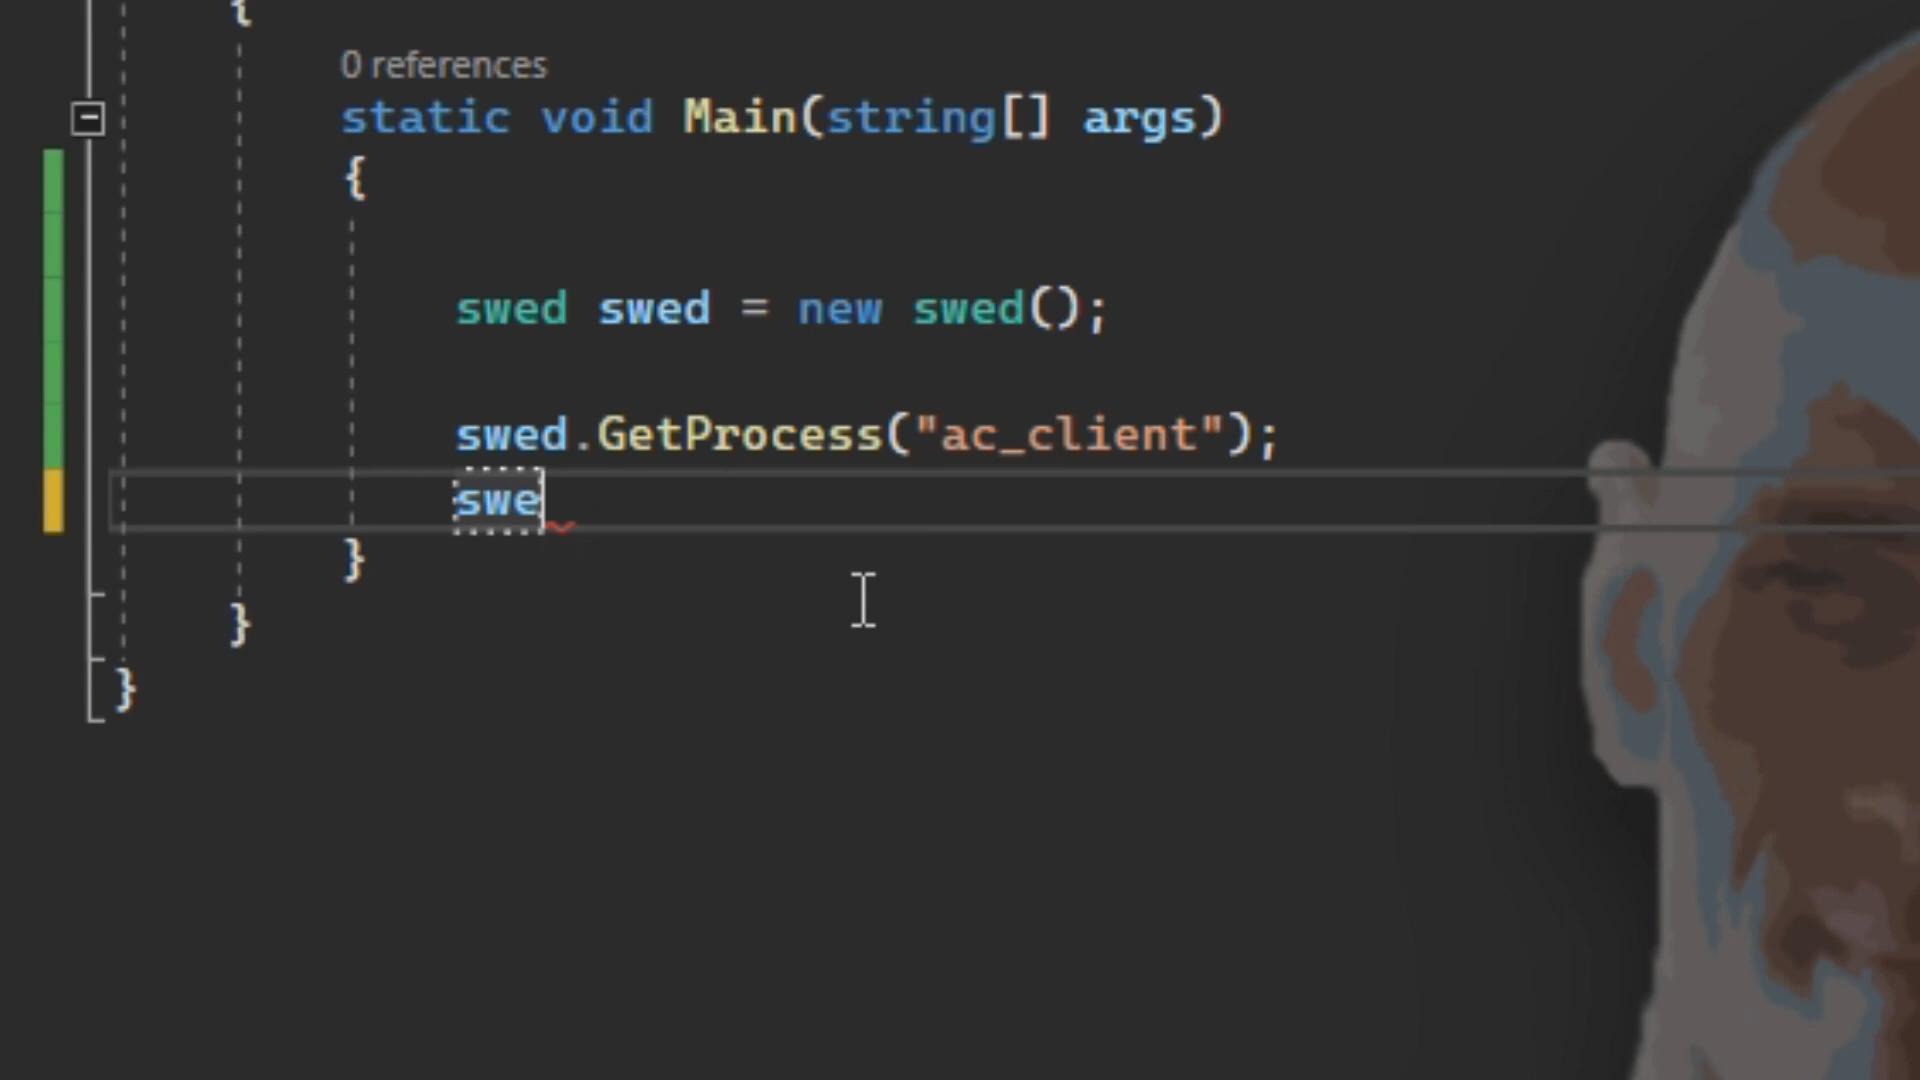 {
0 references
static void Main(string[] args)
{
swed swed = new swed();
swed.GetProcess("ac_client");
swe
}
}
}